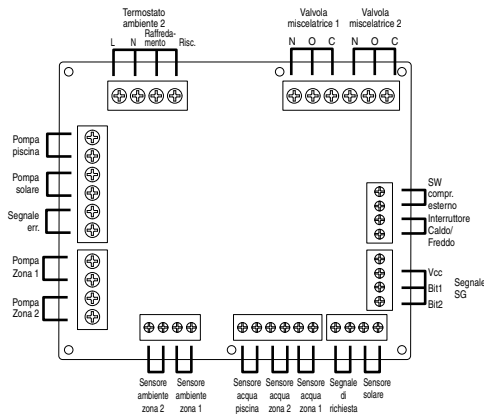 Termostato
ambiente 2
Raffreda-
mento
L N Risc.
Valvola
miscelatrice 1
N O C
Valvola
miscelatrice 2
N O C
Pompa
piscina
Pompa
solare
Segnale
err.
Pompa
Zona 1
Pompa
Zona 2
SW
compr.
esterno
Interruttore
Caldo/
Freddo
Vcc
Bit1
Bit2
Segnale
SG
Sensore
ambiente
zona 2
Sensore
ambiente
zona 1
Sensore
acqua
piscina
Sensore
acqua
zona 2
Sensore
acqua
zona 1
Segnale
di
richiesta
Sensore
solare